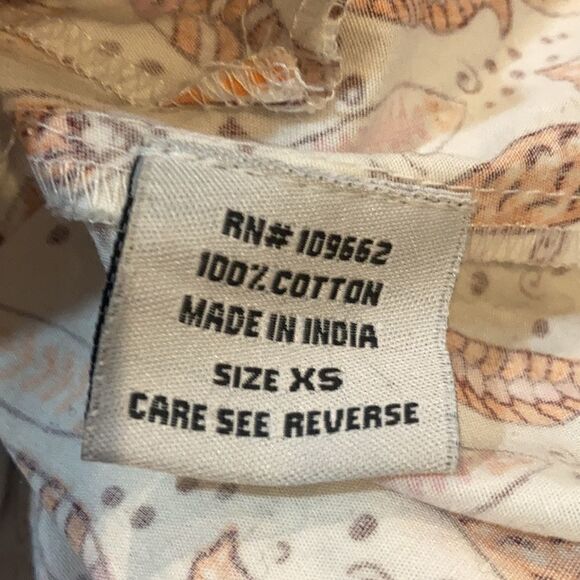 RN# 109662
100% COTTON
MADE IN INDIA
SIZE XS
CARE SEE REVERSE